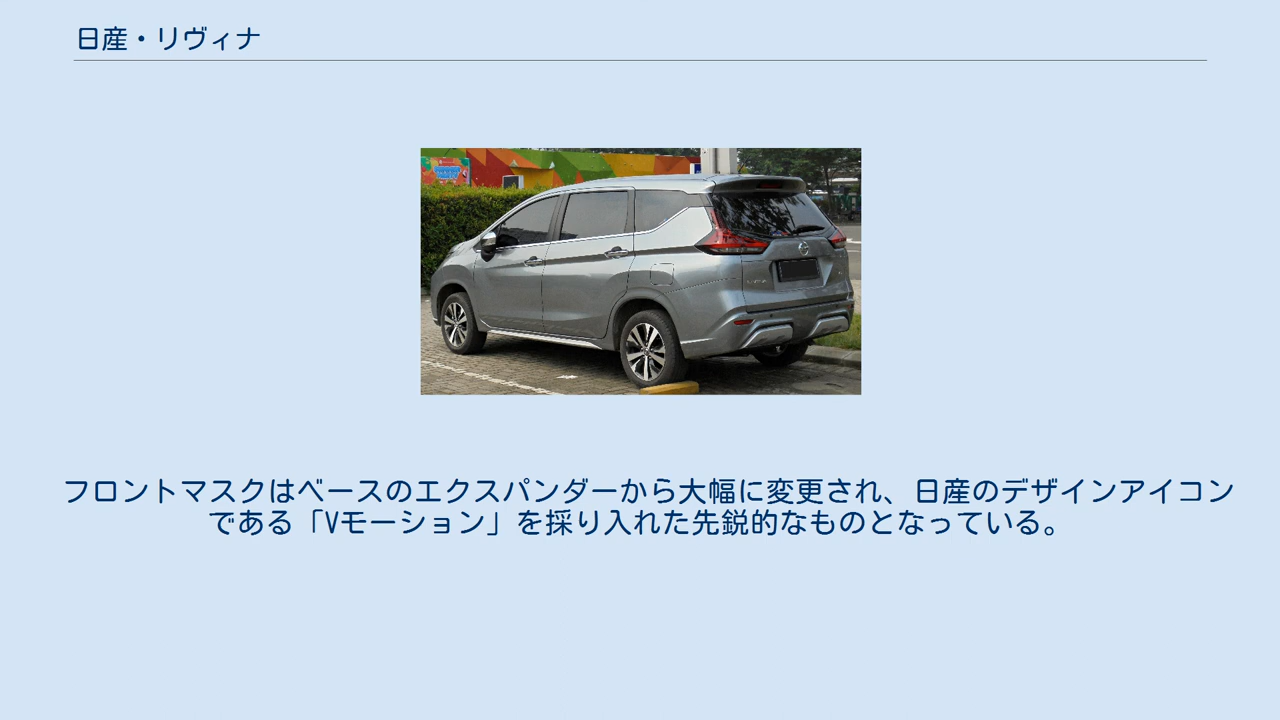 日産・リヴィナ
フロントマスクはベースのエクスパンダーから大幅に変更され、日産のデザインアイコン
である「Vモーション」を採り入れた先鋭的なものとなっている。